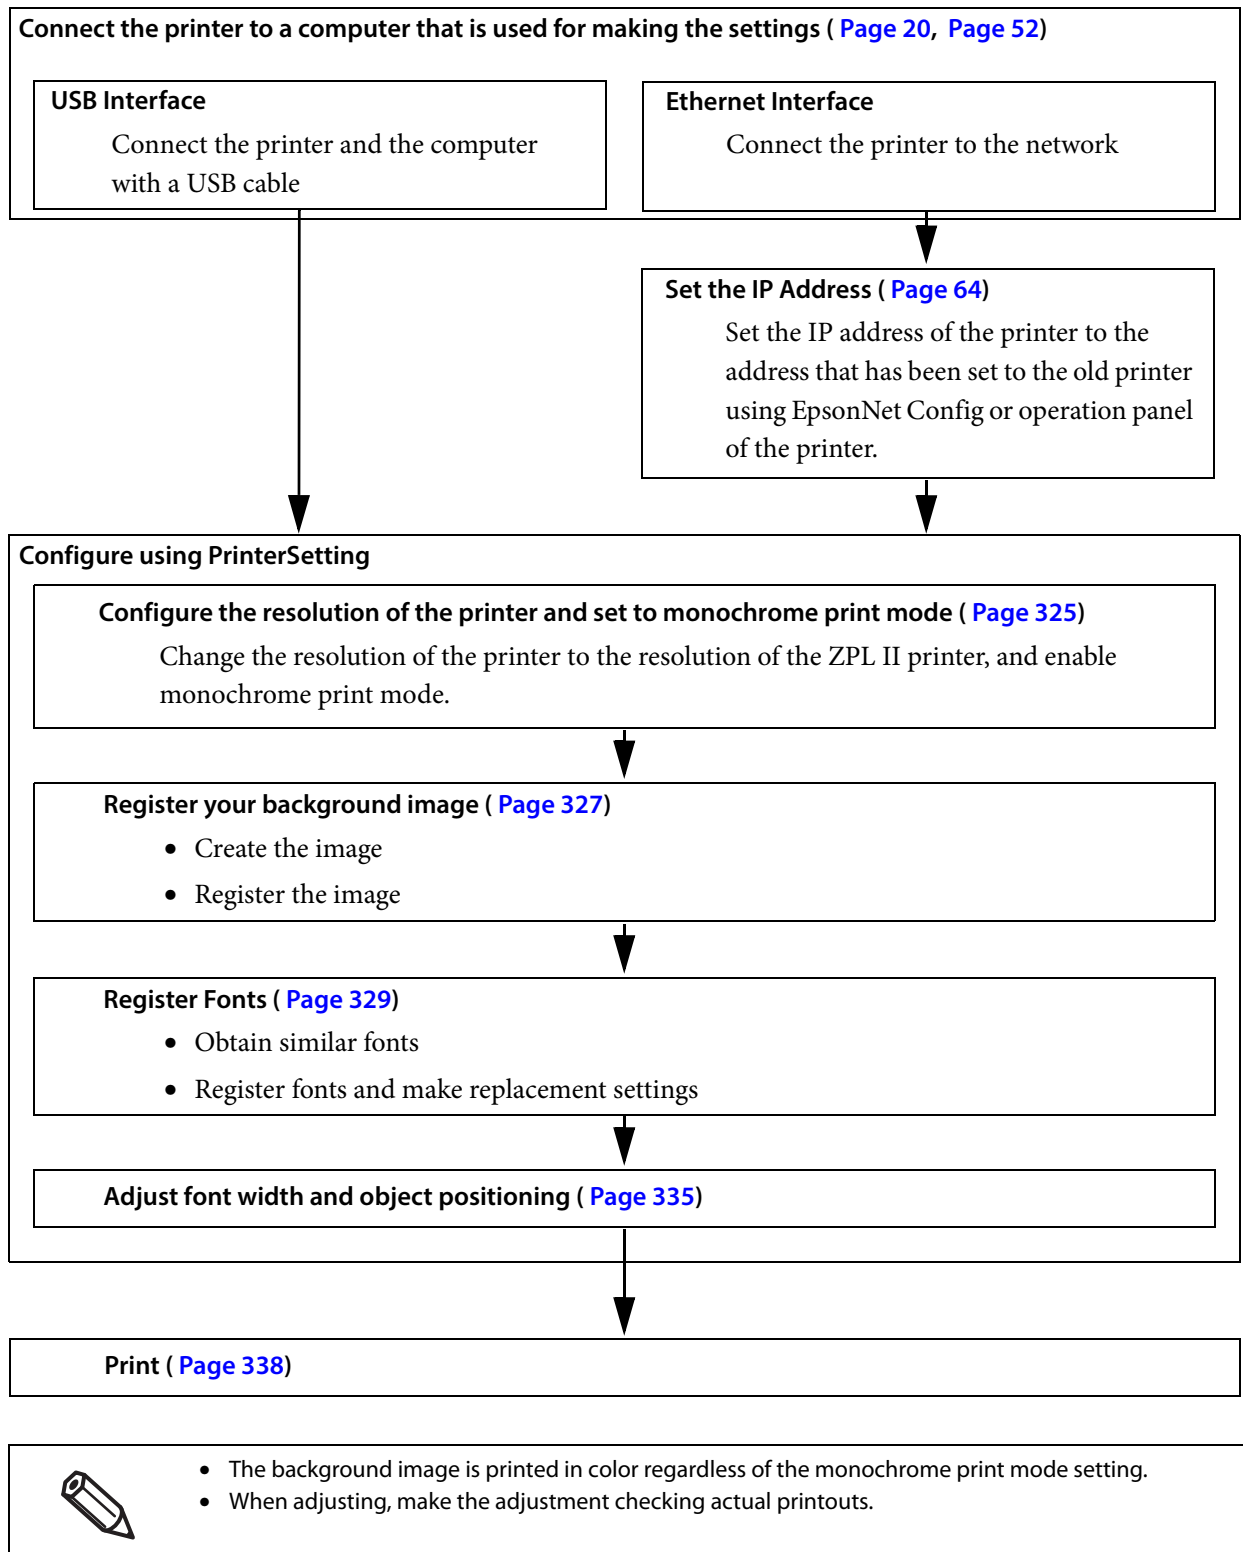 Connect the printer to a computer that is used for making the settings ( Page 20, Page 52)
USB Interface
Connect the printer and the computer
with a USB cable
Ethernet Interface
Connect the printer to the network
Set the IP Address ( Page 64)
Set the IP address of the printer to the
address that has been set to the old printer
using EpsonNet Config or operation panel
of the printer.
Configure using PrinterSetting
Configure the resolution of the printer and set to monochrome print mode ( Page 325)
Change the resolution of the printer to the resolution of the ZPL II printer, and enable
monochrome print mode.
Register your background image ( Page 327)
• Create the image
• Register the image
Register Fonts ( Page 329)
• Obtain similar fonts
• Register fonts and make replacement settings
Adjust font width and object positioning ( Page 335)
Print ( Page 338)
• The background image is printed in color regardless of the monochrome print mode setting.
• When adjusting, make the adjustment checking actual printouts.